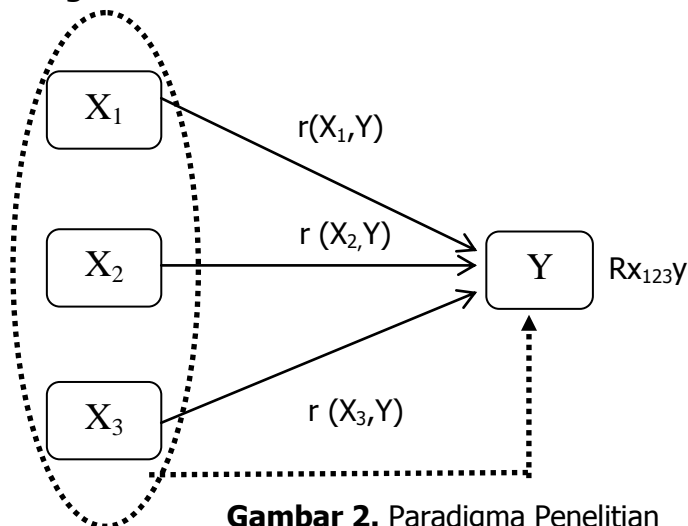 X₁
r(X₁,Y)
r (X₂,Y)
X₂
Y
Rx₁₂₃y
X₃
r (X₃,Y)
Gambar 2. Paradigma Penelitian